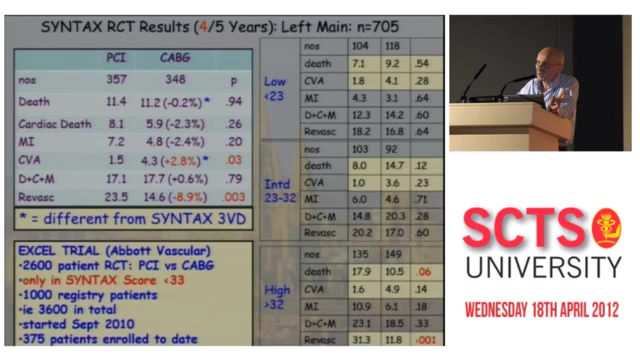 SYNTAX RCT Results (4/5 Years): Left Main: n=705
PCI CABG
nos 357 348 p
Death 11.4 11.2 (-0.2%)* .94
Cardiac Death 8.1 5.9 (-2.3%) .26
MI 7.2 4.8 (-2.4%) .20
CVA 1.5 4.3 (+2.8%)* .03
D+C+M 17.1 17.7 (+0.6%) .79
Revasc 23.5 14.6 (-8.9%) .003
* = different from SYNTAX 3VD
EXCEL TRIAL (Abbott Vascular)
•2600 patient RCT: PCI vs CABG
•only in SYNTAX Score <33
•1000 registry patients
•ie 3600 in total
•started Sept 2010
•375 patients enrolled to date
Low
<23
nos 104 118
death 7.1 9.2 .54
CVA 1.8 4.1 .28
MI 4.3 3.1 .64
D+C+M 12.3 14.2 .60
Revasc 18.2 16.8 .64
Intd
23-32
nos 103 92
death 8.0 14.7 .12
CVA 1.0 3.6 .23
MI 6.0 4.6 .71
D+C+M 14.8 20.3 .28
Revasc 20.2 17.0 .60
High
>32
nos 135 149
death 17.9 10.5 .06
CVA 1.6 4.9 .14
MI 10.9 6.1 .18
D+C+M 23.1 18.5 .33
Revasc 31.3 11.8 <001
SCTS
UNIVERSITY
WEDNESDAY 18TH APRIL 2012